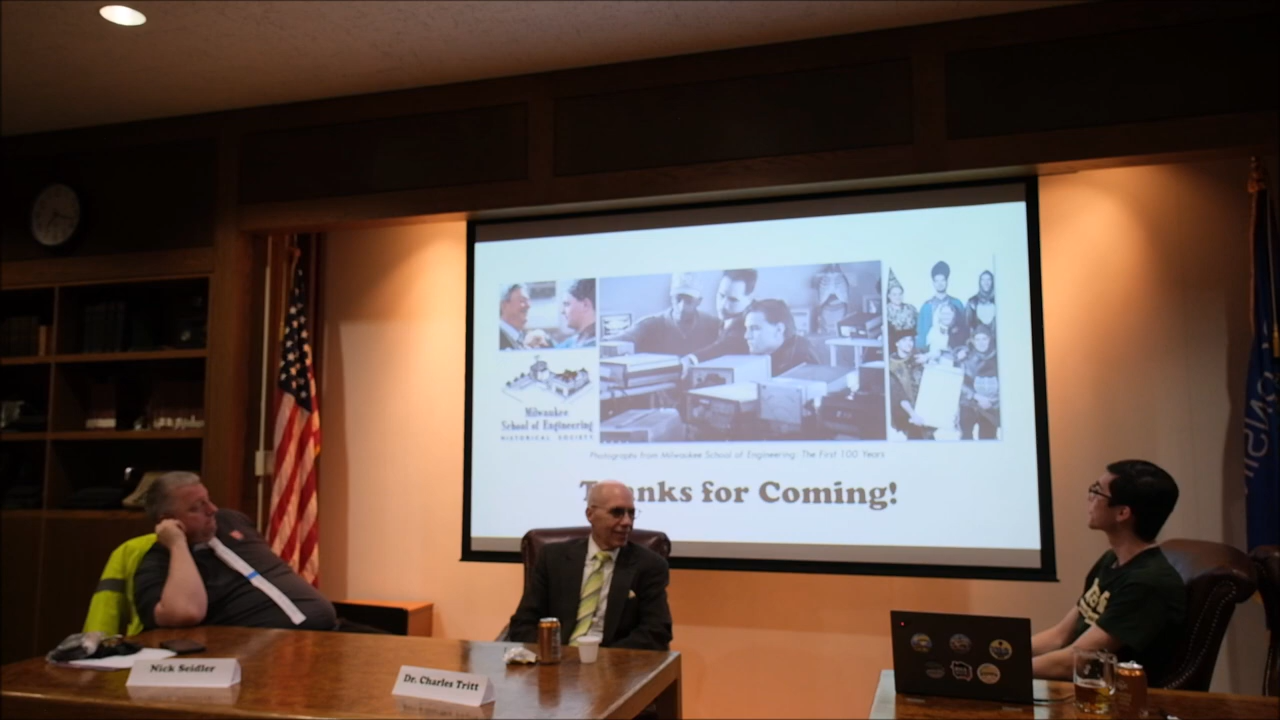 Milwaukee
School of Engineering
HISTORICAL SOCIETY
Photographs from Milwaukee School of Engineering: The First 100 Years
Thanks for Coming!
Nick Seidler
Dr. Charles Tritt